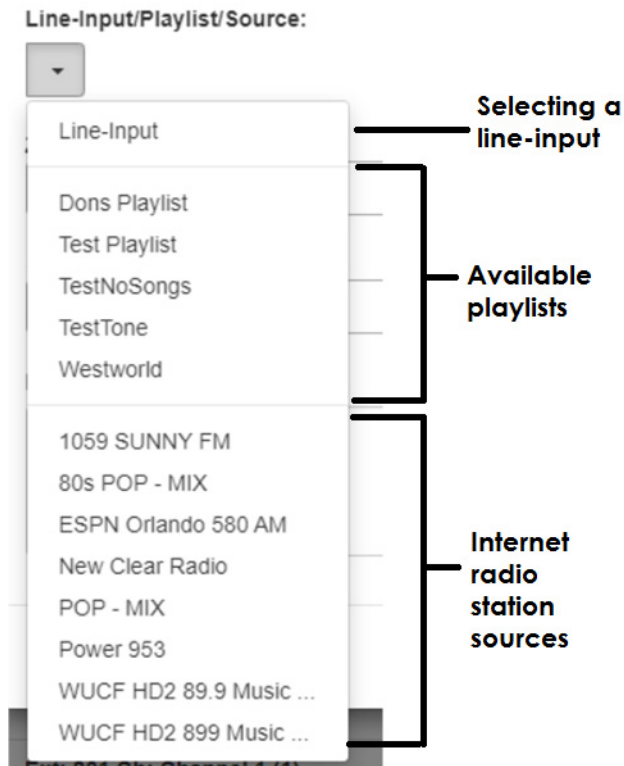 Line-Input/Playlist/Source:
Line-Input
Selecting a
line-input
Dons Playlist
Test Playlist
TestNoSongs
TestTone
Westworld
Available
playlists
1059 SUNNY FM
80s POP - MIX
ESPN Orlando 580 AM
New Clear Radio
POP - MIX
Power 953
WUCF HD2 89.9 Music ...
WUCF HD2 899 Music ...
Internet
radio
station
sources